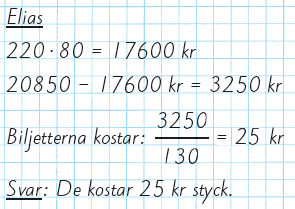 Elias
220 · 80 = 17600 kr
20850 − 17600 kr = 3250 kr
Biljetterna kostar: 3250/130 = 25 kr
Svar: De kostar 25 kr styck.